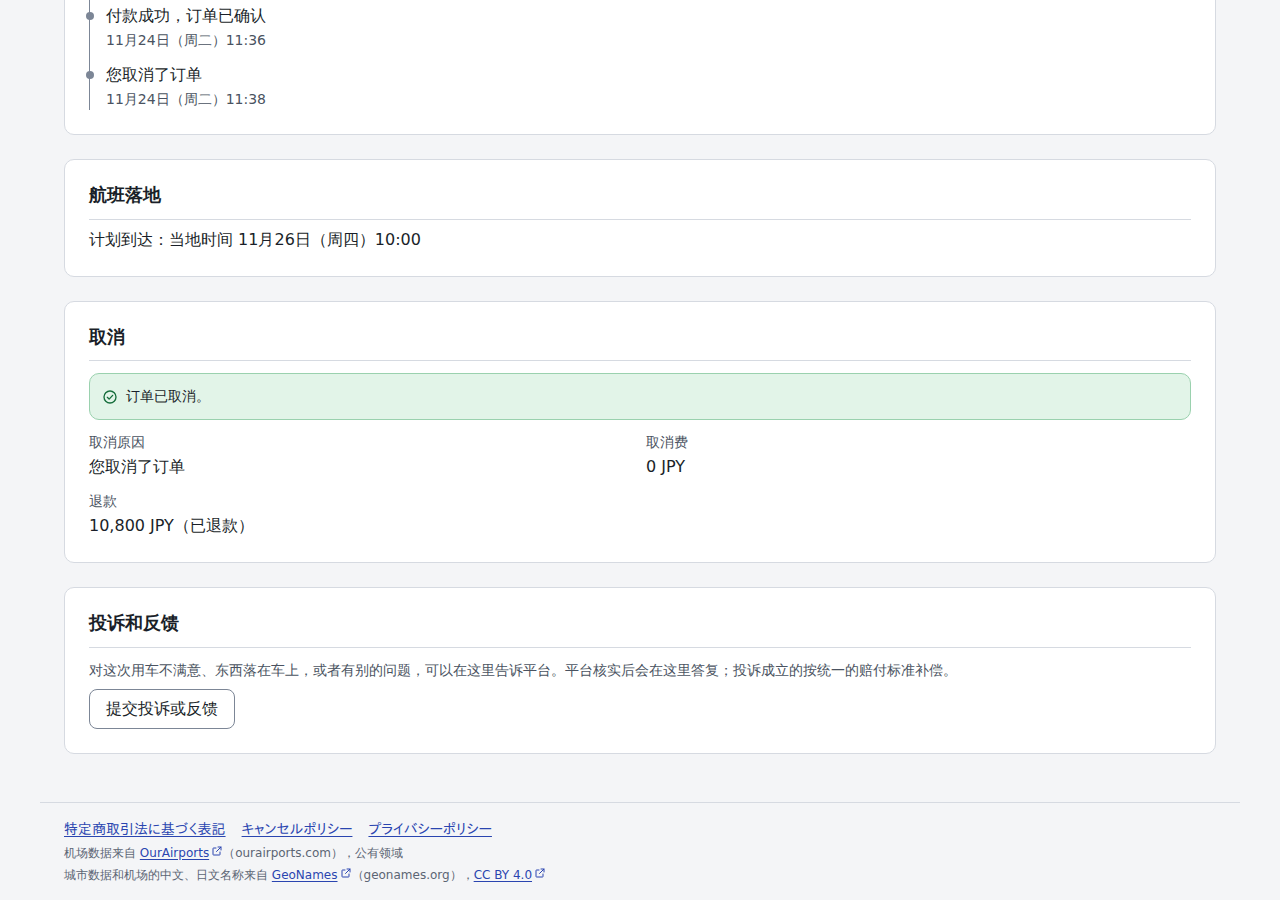 付款成功，订单已确认
11月24日（周二）11:36
您取消了订单
11月24日（周二）11:38
航班落地
计划到达：当地时间 11月26日（周四）10:00
取消
订单已取消。
取消原因
您取消了订单
取消费
0 JPY
退款
10,800 JPY（已退款）
投诉和反馈
对这次用车不满意、东西落在车上，或者有别的问题，可以在这里告诉平台。平台核实后会在这里答复；投诉成立的按统一的赔付标准补偿。
提交投诉或反馈
特定商取引法に基づく表記 キャンセルポリシー プライバシーポリシー
机场数据来自 OurAirports（ourairports.com），公有领域
城市数据和机场的中文、日文名称来自 GeoNames（geonames.org），CC BY 4.0